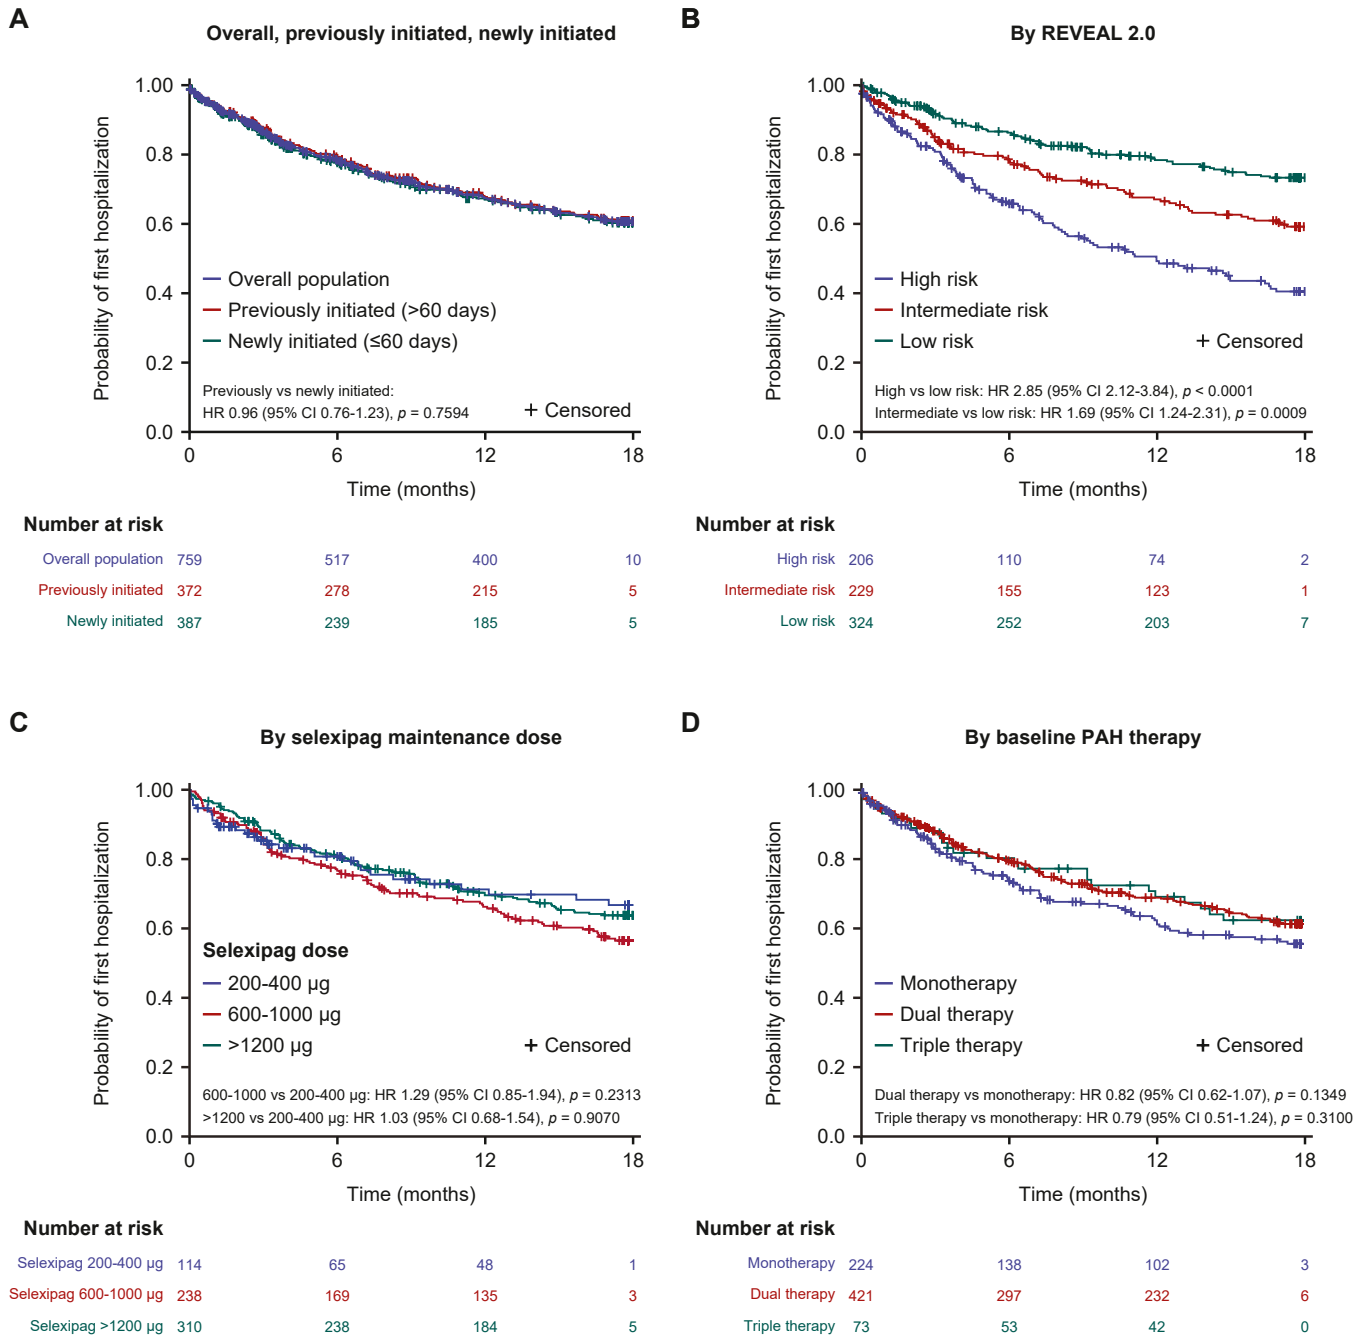 A
Overall, previously initiated, newly initiated
Probability of first hospitalization
1.00
0.8
0.6
0.4
0.2
0.0
Overall population
Previously initiated (>60 days)
Newly initiated (≤60 days)
Previously vs newly initiated:
HR 0.96 (95% CI 0.76-1.23), p = 0.7594
+ Censored
0 6 12 18
Time (months)
Number at risk
Overall population 759 517 400 10
Previously initiated 372 278 215 5
Newly initiated 387 239 185 5
B
By REVEAL 2.0
Probability of first hospitalization
1.00
0.8
0.6
0.4
0.2
0.0
High risk
Intermediate risk
Low risk
+ Censored
High vs low risk: HR 2.85 (95% CI 2.12-3.84), p < 0.0001
Intermediate vs low risk: HR 1.69 (95% CI 1.24-2.31), p = 0.0009
0 6 12 18
Time (months)
Number at risk
High risk 206 110 74 2
Intermediate risk 229 155 123 1
Low risk 324 252 203 7
C
By selexipag maintenance dose
Probability of first hospitalization
1.00
0.8
0.6
0.4
0.2
0.0
Selexipag dose
200-400 µg
600-1000 µg
>1200 µg
+ Censored
600-1000 vs 200-400 µg: HR 1.29 (95% CI 0.85-1.94), p = 0.2313
>1200 vs 200-400 µg: HR 1.03 (95% CI 0.68-1.54), p = 0.9070
0 6 12 18
Time (months)
Number at risk
Selexipag 200-400 µg 114 65 48 1
Selexipag 600-1000 µg 238 169 135 3
Selexipag >1200 µg 310 238 184 5
D
By baseline PAH therapy
Probability of first hospitalization
1.00
0.8
0.6
0.4
0.2
0.0
Monotherapy
Dual therapy
Triple therapy
+ Censored
Dual therapy vs monotherapy: HR 0.82 (95% CI 0.62-1.07), p = 0.1349
Triple therapy vs monotherapy: HR 0.79 (95% CI 0.51-1.24), p = 0.3100
0 6 12 18
Time (months)
Number at risk
Monotherapy 224 138 102 3
Dual therapy 421 297 232 6
Triple therapy 73 53 42 0